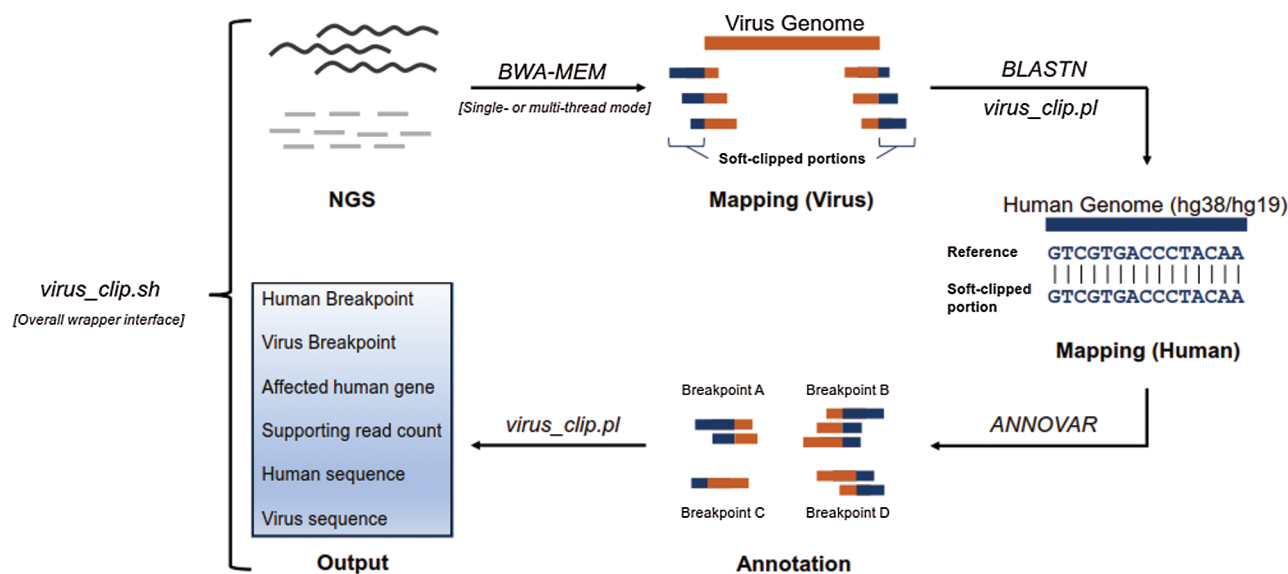 virus_clip.sh
[Overall wrapper interface]
NGS
BWA-MEM
[Single- or multi-thread mode]
Virus Genome
Soft-clipped portions
Mapping (Virus)
BLASTN
virus_clip.pl
Human Genome (hg38/hg19)
Reference
GTCGTGACCCTACAA
Soft-clipped
portion
GTCGTGACCCTACAA
Mapping (Human)
ANNOVAR
Breakpoint A
Breakpoint B
Breakpoint C
Breakpoint D
Annotation
virus_clip.pl
Human Breakpoint
Virus Breakpoint
Affected human gene
Supporting read count
Human sequence
Virus sequence
Output